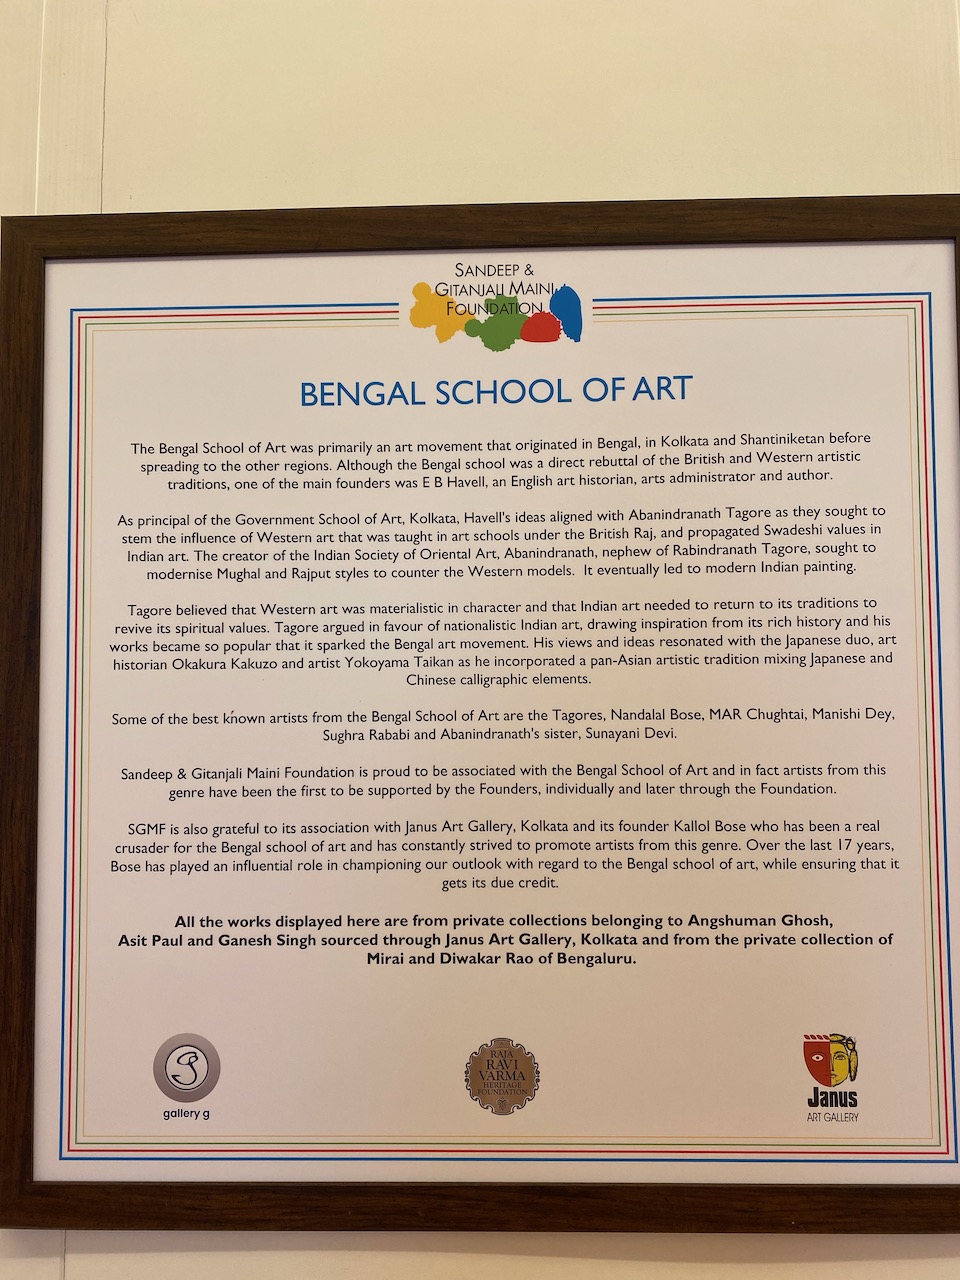 SANDEEP &
GITANJALI MAINI
FOUNDATION
BENGAL SCHOOL OF ART
The Bengal School of Art was primarily an art movement that originated in Bengal, in Kolkata and Shantiniketan before
spreading to the other regions. Although the Bengal school was a direct rebuttal of the British and Western artistic
traditions, one of the main founders was E B Havell, an English art historian, arts administrator and author.
As principal of the Government School of Art, Kolkata, Havell's ideas aligned with Abanindranath Tagore as they sought to
stem the influence of Western art that was taught in art schools under the British Raj, and propagated Swadeshi values in
Indian art. The creator of the Indian Society of Oriental Art, Abanindranath, nephew of Rabindranath Tagore, sought to
modernise Mughal and Rajput styles to counter the Western models. It eventually led to modern Indian painting.
Tagore believed that Western art was materialistic in character and that Indian art needed to return to its traditions to
revive its spiritual values. Tagore argued in favour of nationalistic Indian art, drawing inspiration from its rich history and his
works became so popular that it sparked the Bengal art movement. His views and ideas resonated with the Japanese duo, art
historian Okakura Kakuzo and artist Yokoyama Taikan as he incorporated a pan-Asian artistic tradition mixing Japanese and
Chinese calligraphic elements.
Some of the best known artists from the Bengal School of Art are the Tagores, Nandalal Bose, MAR Chughtai, Manishi Dey,
Sughra Rababi and Abanindranath's sister, Sunayani Devi.
Sandeep & Gitanjali Maini Foundation is proud to be associated with the Bengal School of Art and in fact artists from this
genre have been the first to be supported by the Founders, individually and later through the Foundation.
SGMF is also grateful to its association with Janus Art Gallery, Kolkata and its founder Kallol Bose who has been a real
crusader for the Bengal school of art and has constantly strived to promote artists from this genre. Over the last 17 years,
Bose has played an influential role in championing our outlook with regard to the Bengal school of art, while ensuring that it
gets its due credit.
All the works displayed here are from private collections belonging to Angshuman Ghosh,
Asit Paul and Ganesh Singh sourced through Janus Art Gallery, Kolkata and from the private collection of
Mirai and Diwakar Rao of Bengaluru.
gallery g
RAJA
RAVI
VARMA
HERITAGE
FOUNDATION
Janus
ART GALLERY